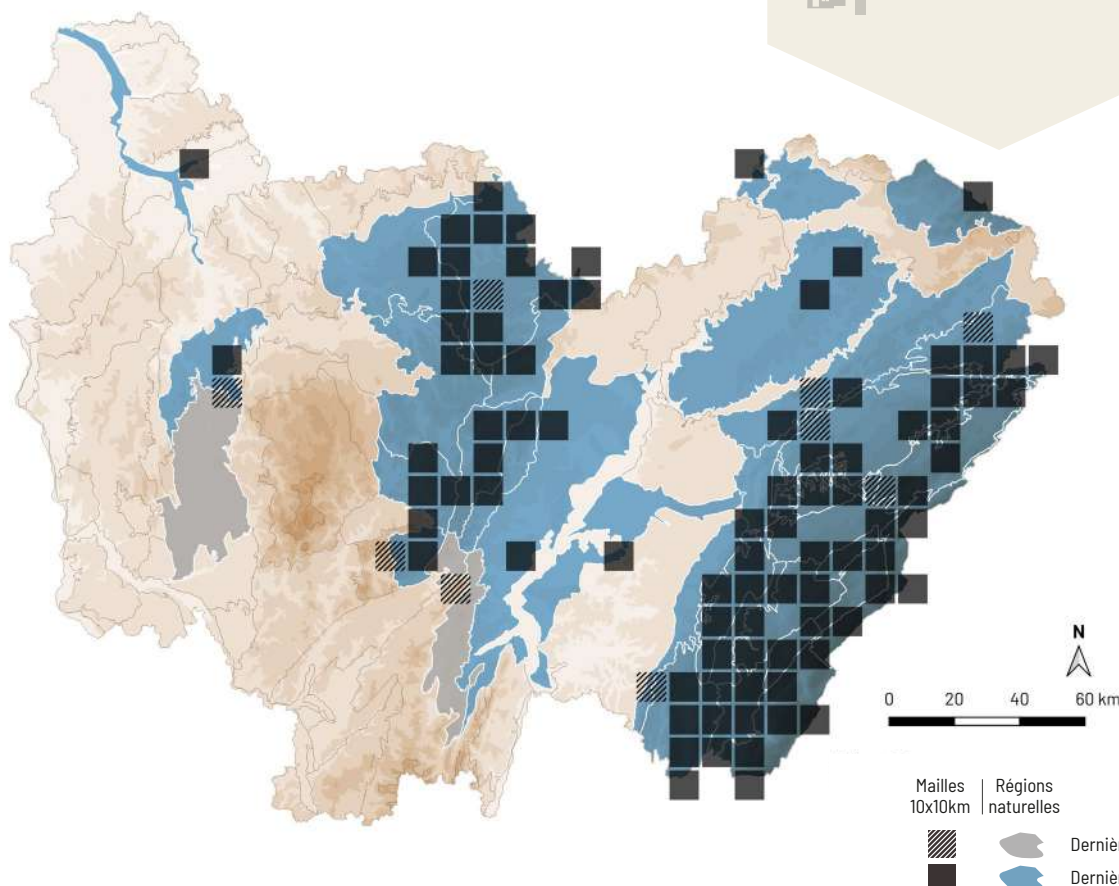 N
0 20 40 60 km
Mailles
10x10km
Régions
naturelles
Derniè
Derniè